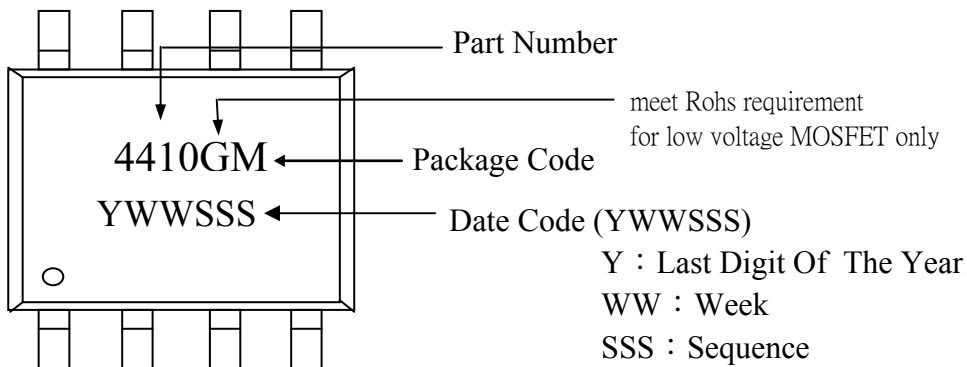 Part Number
meet Rohs requirement
for low voltage MOSFET only
4410GM
Package Code
YWWSSS
Date Code (YWWSSS)
Y：Last Digit Of The Year
WW：Week
SSS：Sequence